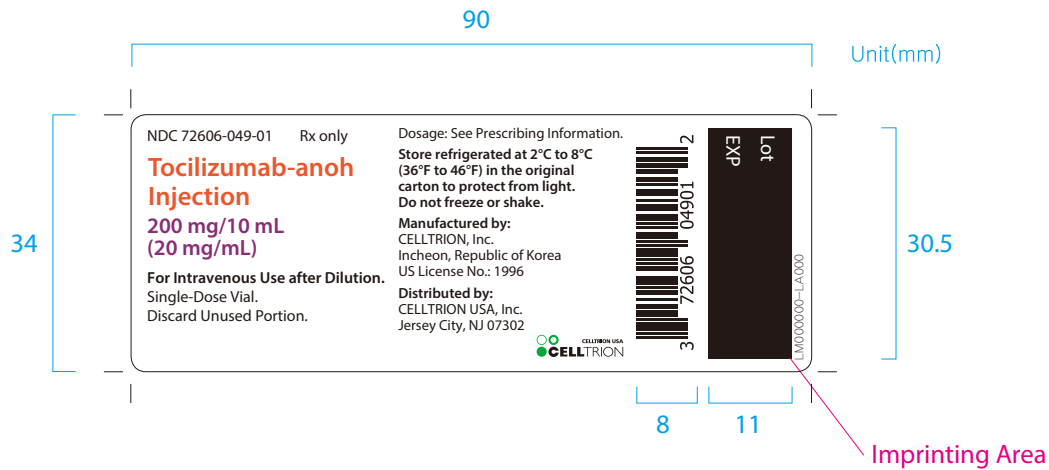 90
Unit(mm)
34
NDC 72606-049-01 Rx only
Tocilizumab-anoh
Injection
200 mg/10 mL
(20 mg/mL)
For Intravenous Use after Dilution.
Single-Dose Vial.
Discard Unused Portion.
Dosage: See Prescribing Information.
Store refrigerated at 2°C to 8°C
(36°F to 46°F) in the original
carton to protect from light.
Do not freeze or shake.
Manufactured by:
CELLTRION, Inc.
Incheon, Republic of Korea
US License No.: 1996
Distributed by:
CELLTRION USA, Inc.
Jersey City, NJ 07302
CELLTRION USA
CELLTRION
3 72606 04901 2
Lot
EXP
LM000000-LA000
30.5
8
11
Imprinting Area